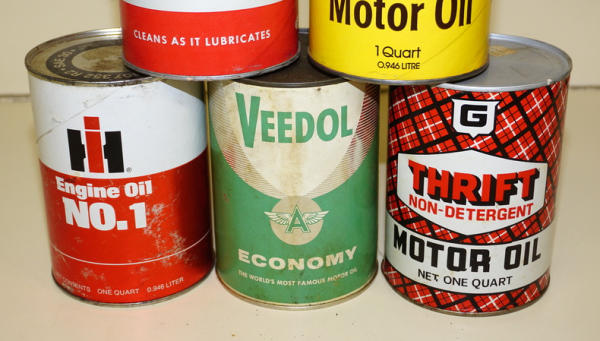 CLEANS AS IT LUBRICATES
Motor Oil
1 Quart
0.946 LITRE
IH
Engine Oil
NO.1
CONTENTS ONE QUART 0.946 LITER
VEEDOL
A
ECONOMY
THE WORLD'S MOST FAMOUS MOTOR OIL
G
THRIFT
NON-DETERGENT
MOTOR OIL
NET ONE QUART